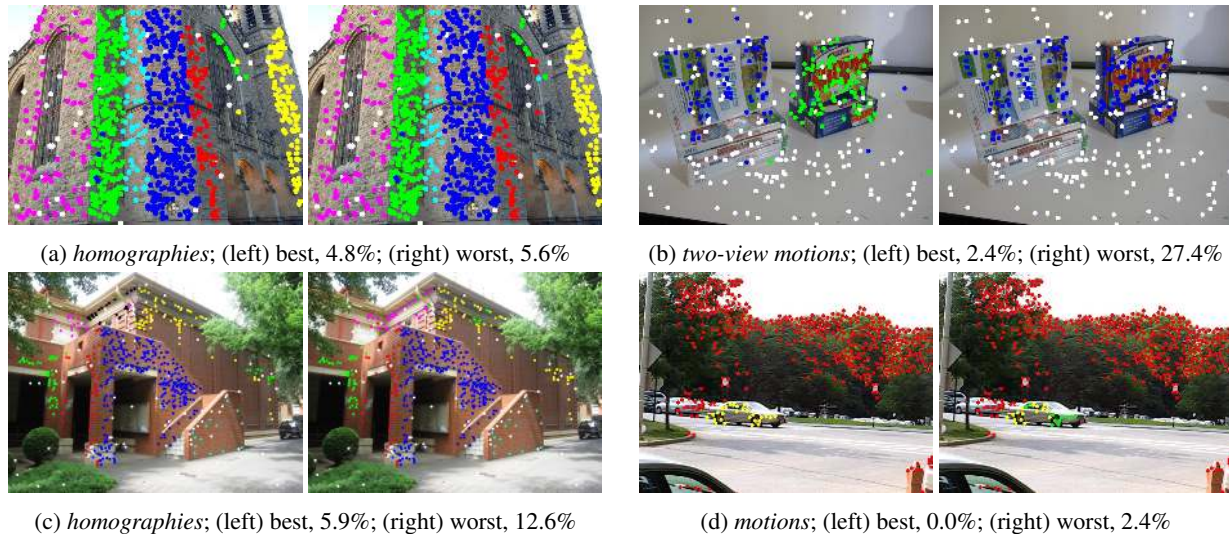 (a) homographies; (left) best, 4.8%; (right) worst, 5.6%
(b) two-view motions; (left) best, 2.4%; (right) worst, 27.4%
(c) homographies; (left) best, 5.9%; (right) worst, 12.6%
(d) motions; (left) best, 0.0%; (right) worst, 2.4%